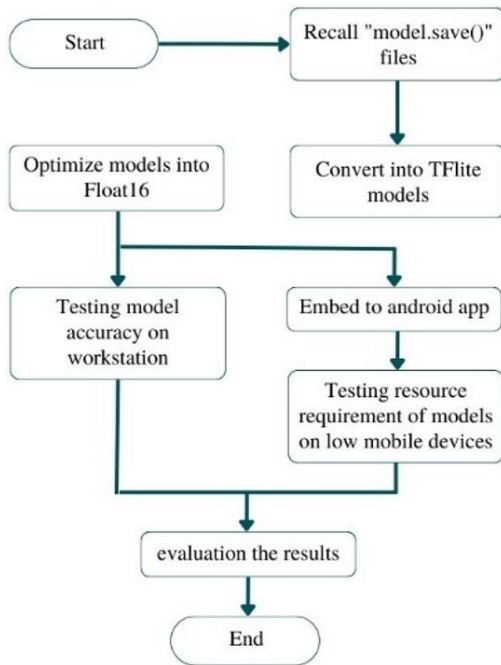 Start
Recall "model.save()"
files
Optimize models into
Float16
Convert into TFlite
models
Testing model
accuracy on
workstation
Embed to android app
Testing resource
requirement of models
on low mobile devices
evaluation the results
End